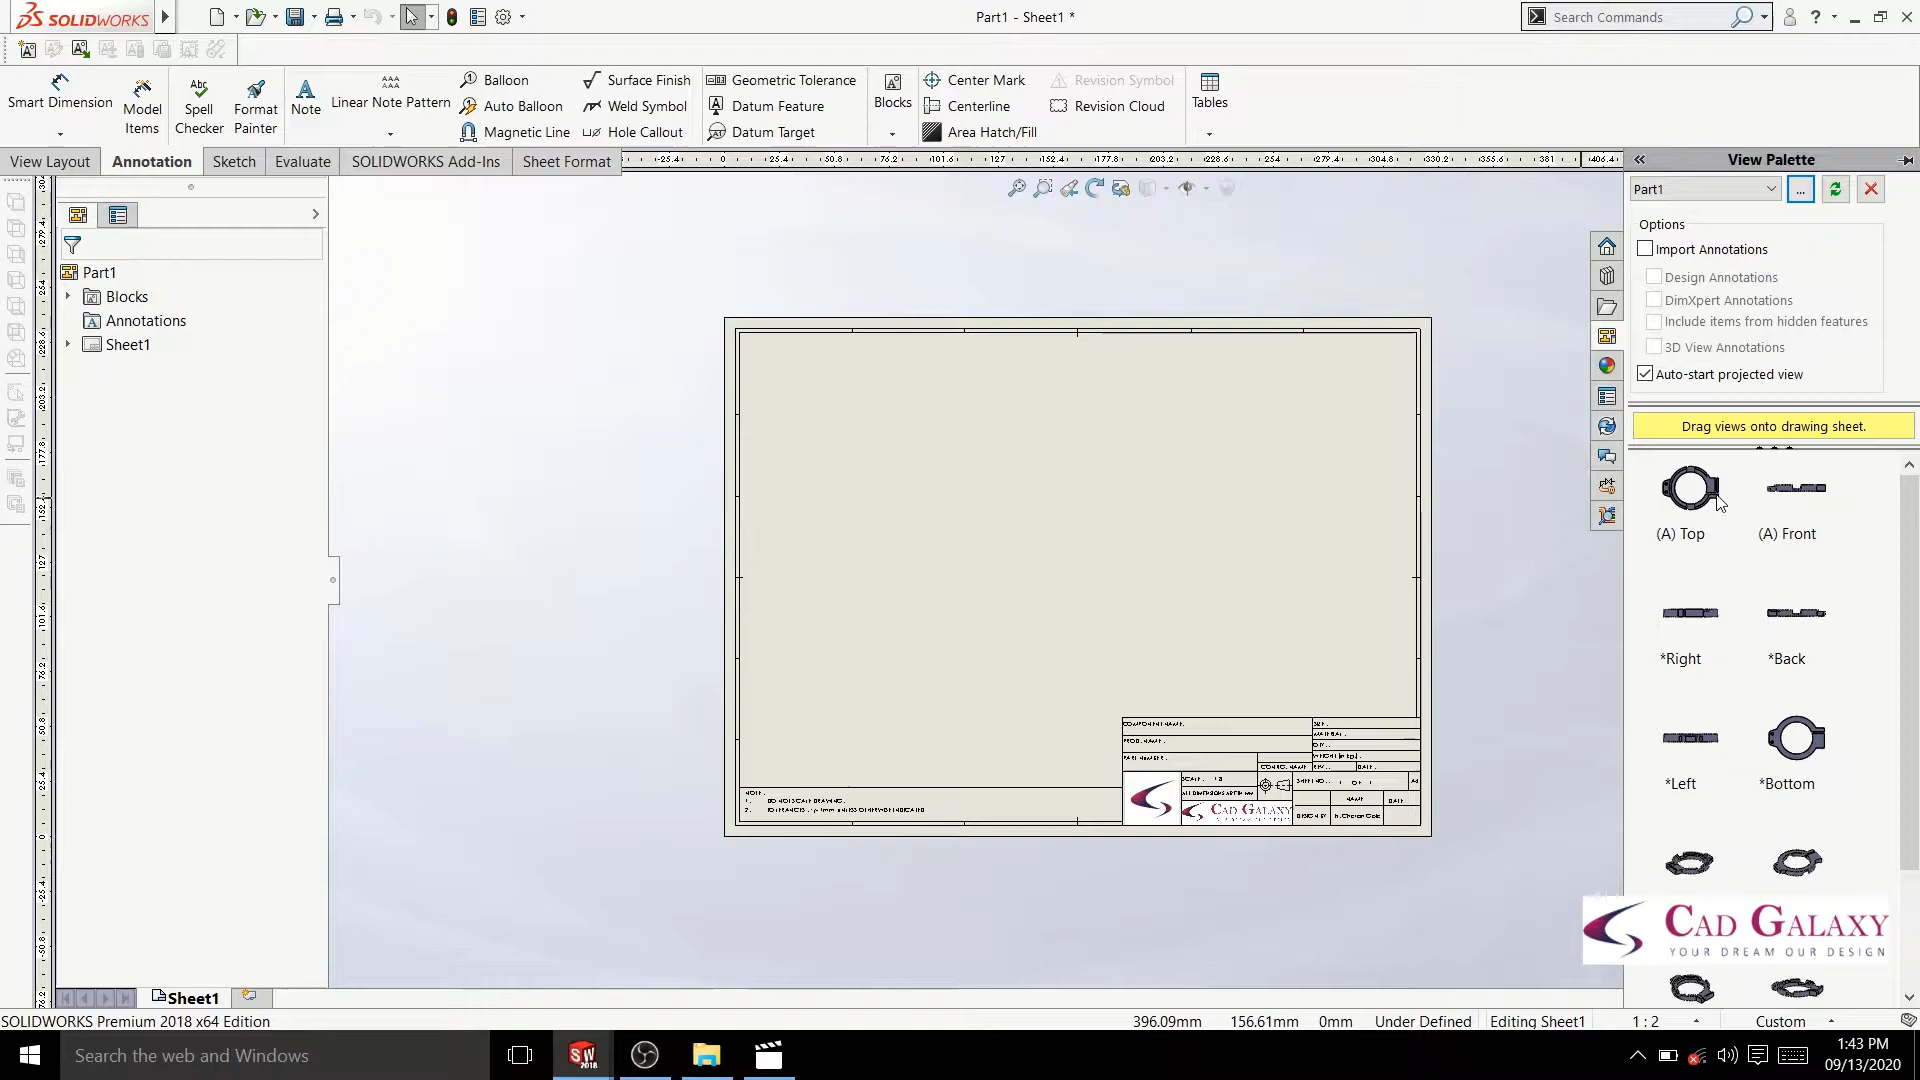 SOLIDWORKS
Part1 - Sheet1 *
Search Commands
Smart Dimension
Model Items
Spell Checker
Format Painter
Note
Linear Note Pattern
Balloon
Auto Balloon
Magnetic Line
Surface Finish
Weld Symbol
Hole Callout
Geometric Tolerance
Datum Feature
Datum Target
Blocks
Center Mark
Centerline
Area Hatch/Fill
Revision Symbol
Revision Cloud
Tables
View Layout
Annotation
Sketch
Evaluate
SOLIDWORKS Add-Ins
Sheet Format
View Palette
Part1
...
Options
Import Annotations
Design Annotations
DimXpert Annotations
Include items from hidden features
3D View Annotations
Auto-start projected view
Drag views onto drawing sheet.
(A) Top
(A) Front
*Right
*Back
*Left
*Bottom
Part1
Blocks
Annotations
Sheet1
CAD GALAXY
CAD GALAXY
YOUR DREAM OUR DESIGN
Sheet1
SOLIDWORKS Premium 2018 x64 Edition
396.09mm
156.61mm
0mm
Under Defined
Editing Sheet1
1 : 2
Custom
Search the web and Windows
1:43 PM
09/13/2020